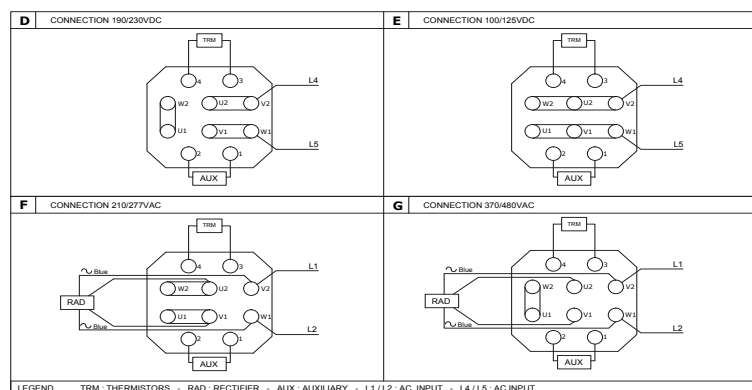 D CONNECTION 190/230VDC
TRM
4 3
L4
W2 U2 V2
U1 V1 W1
L5
2 1
AUX
E CONNECTION 100/125VDC
TRM
4 3
L4
W2 U2 V2
U1 V1 W1
L5
2 1
AUX
F CONNECTION 210/277VAC
TRM
4 3
L1
Blue
W2 U2 V2
RAD
U1 V1 W1
Blue
L2
2 1
AUX
G CONNECTION 370/480VAC
TRM
4 3
L1
Blue
W2 U2 V2
RAD
U1 V1 W1
Blue
L2
2 1
AUX
LEGEND TRM : THERMISTORS - RAD : RECTIFIER - AUX : AUXILIARY - L1 / L2 : AC INPUT - L4 / L5 : AC INPUT